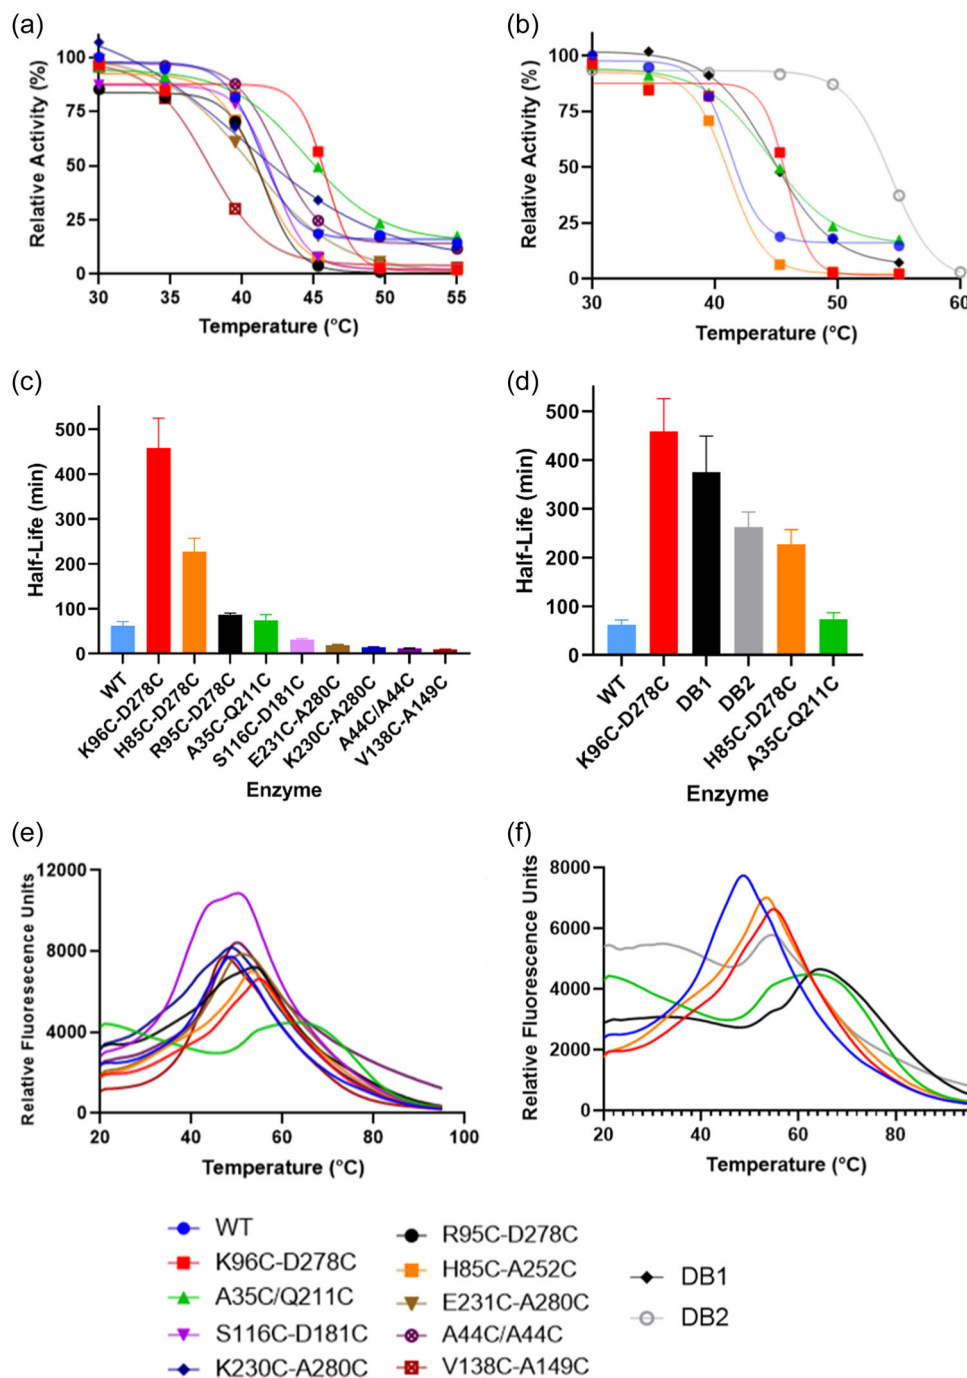 (a)
100
75
50
25
0
Relative Activity (%)
30 35 40 45 50 55
Temperature (°C)
(b)
100
75
50
25
0
Relative Activity (%)
30 40 50 60
Temperature (°C)
(c)
500
400
300
200
100
0
Half-Life (min)
WT
K96C-D278C
H85C-D278C
R95C-D278C
A35C-Q211C
S116C-D181C
E231C-A280C
K230C-A280C
A44C/A44C
V138C-A149C
Enzyme
(d)
500
400
300
200
100
0
Half-Life (min)
WT
K96C-D278C
DB1
DB2
H85C-D278C
A35C-Q211C
Enzyme
(e)
12000
8000
4000
0
Relative Fluorescence Units
20 40 60 80 100
Temperature (°C)
(f)
8000
6000
4000
2000
0
Relative Fluorescence Units
20 40 60 80
Temperature (°C)
WT
K96C-D278C
A35C/Q211C
S116C-D181C
K230C-A280C
R95C-D278C
H85C-A252C
E231C-A280C
A44C/A44C
V138C-A149C
DB1
DB2